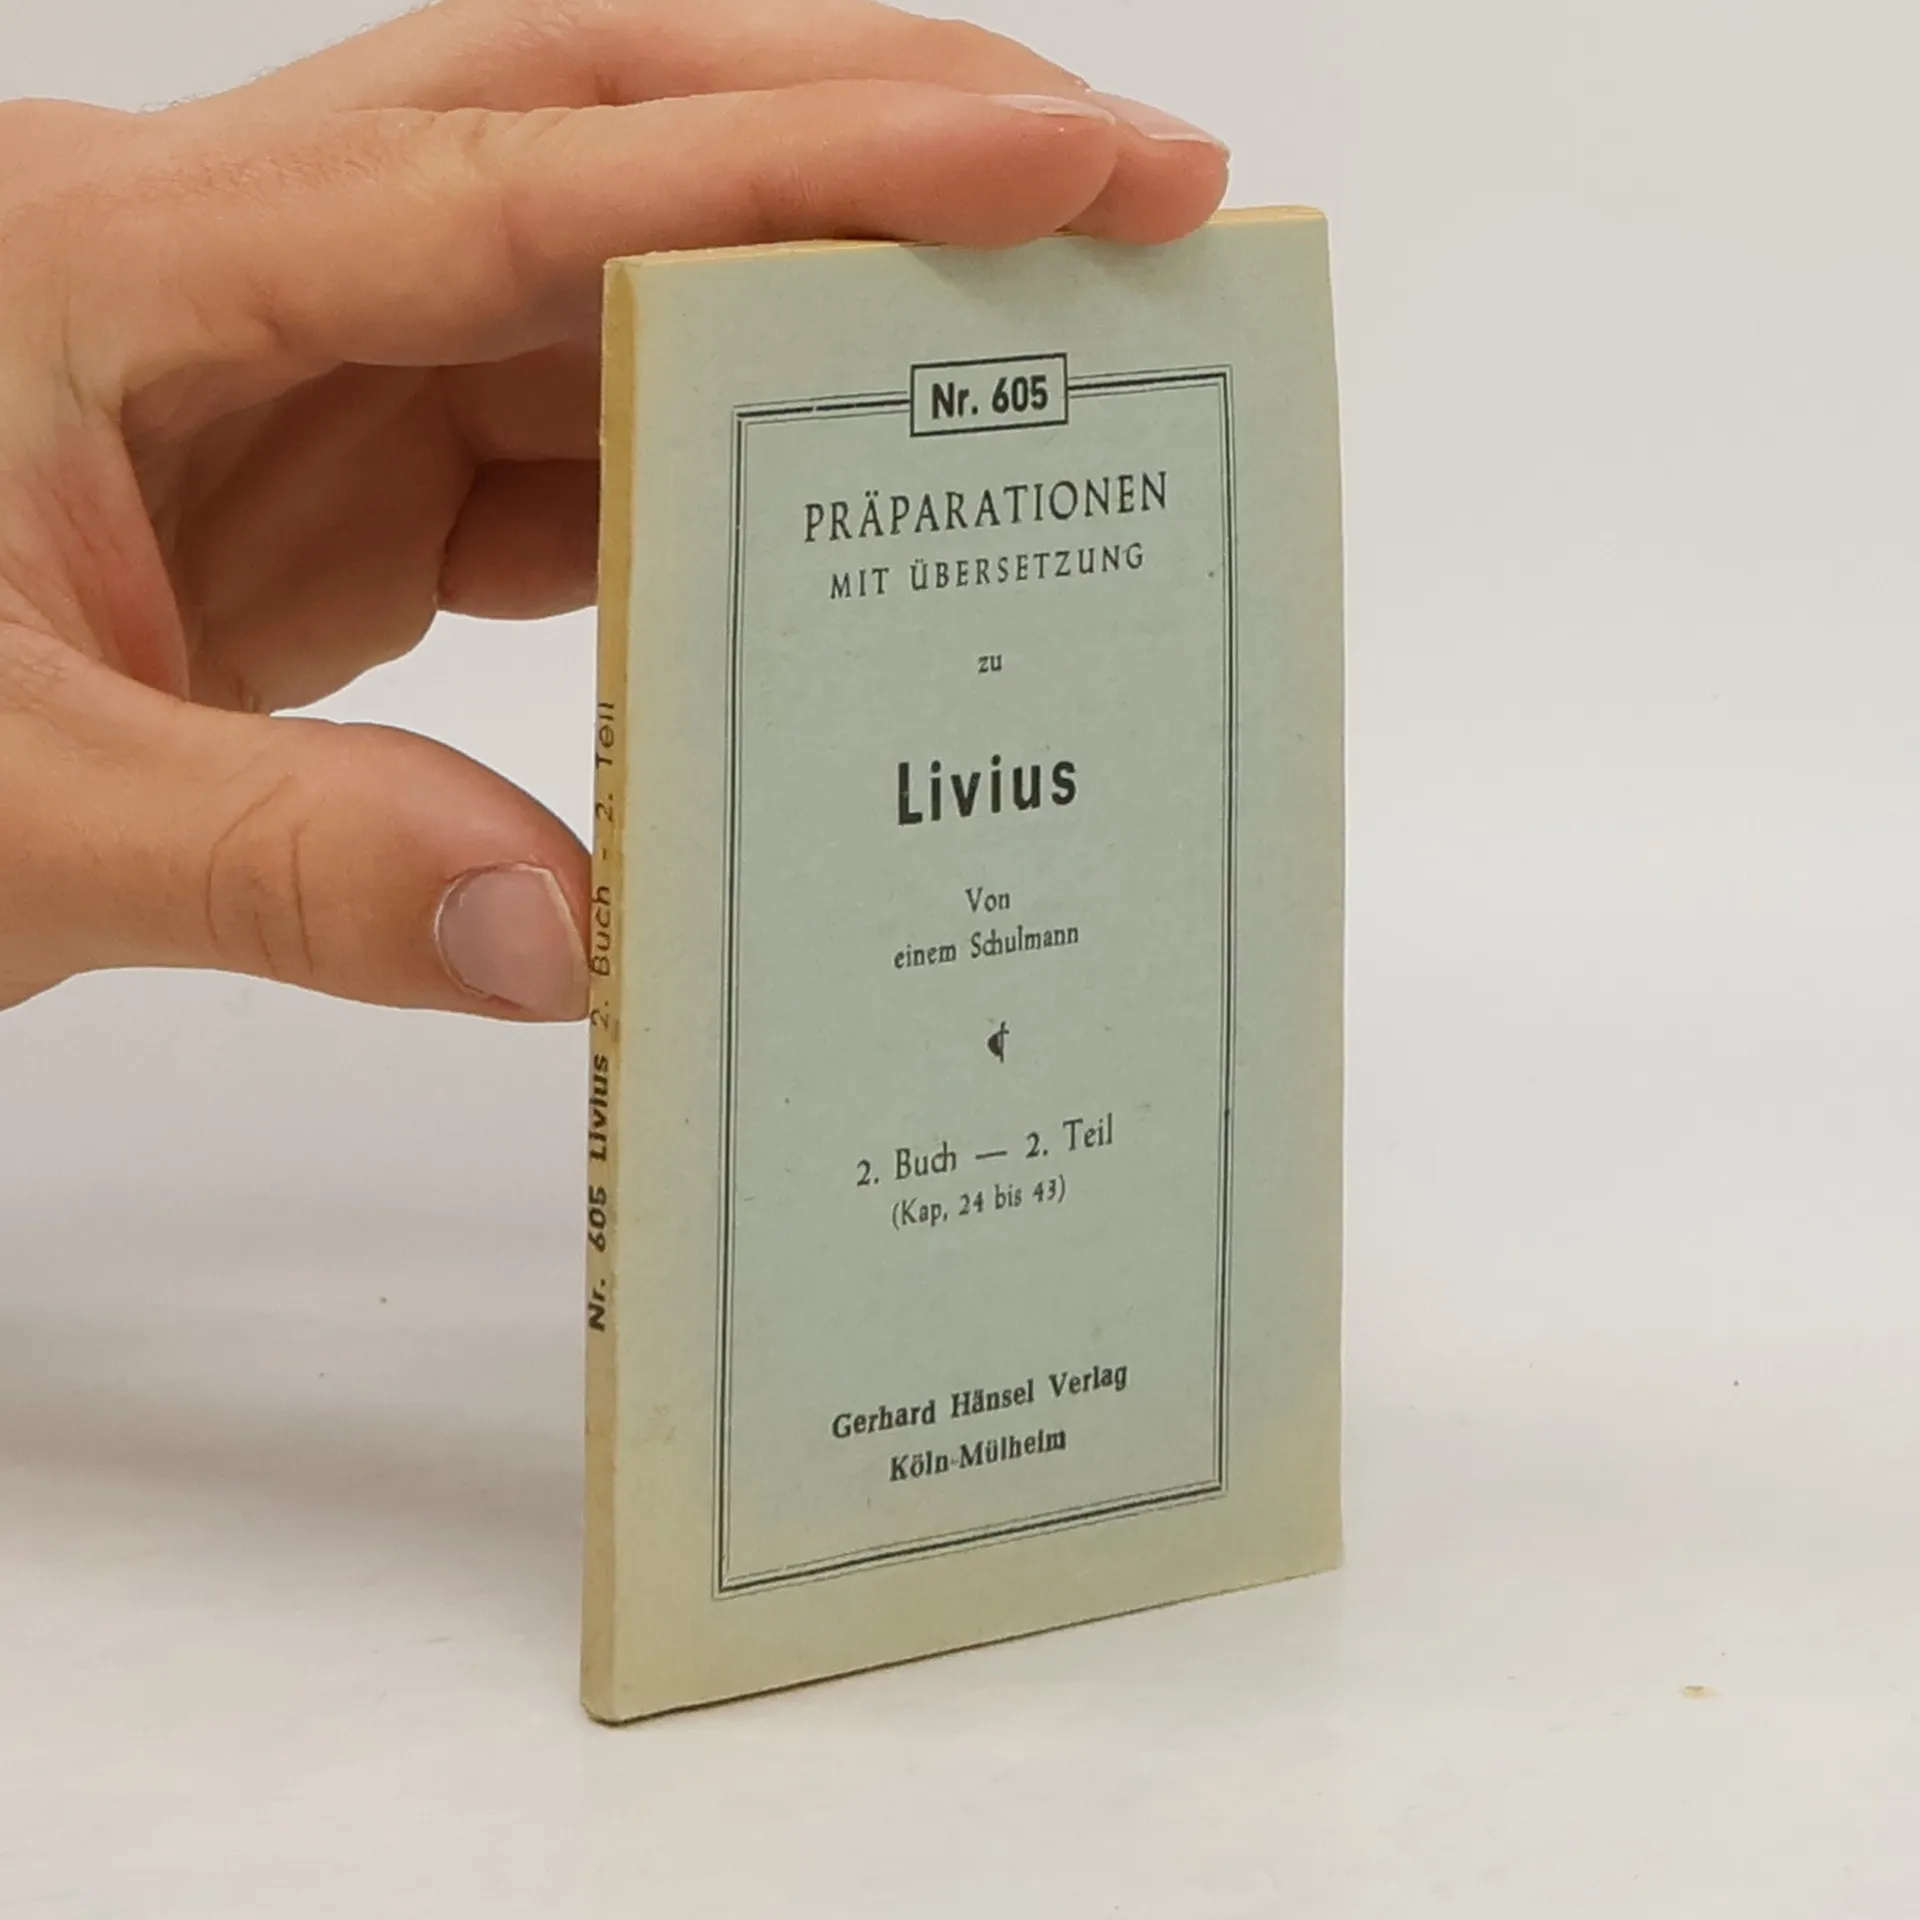 Nr. 605
PRÄPARATIONEN
MIT ÜBERSETZUNG
zu
Livius
Von
einem Schulmann
2. Buch — 2. Teil
(Kap. 24 bis 43)
Gerhard Hänsel Verlag
Köln-Mülheim
Nr. 605 Livius 2. Buch - 2. Teil